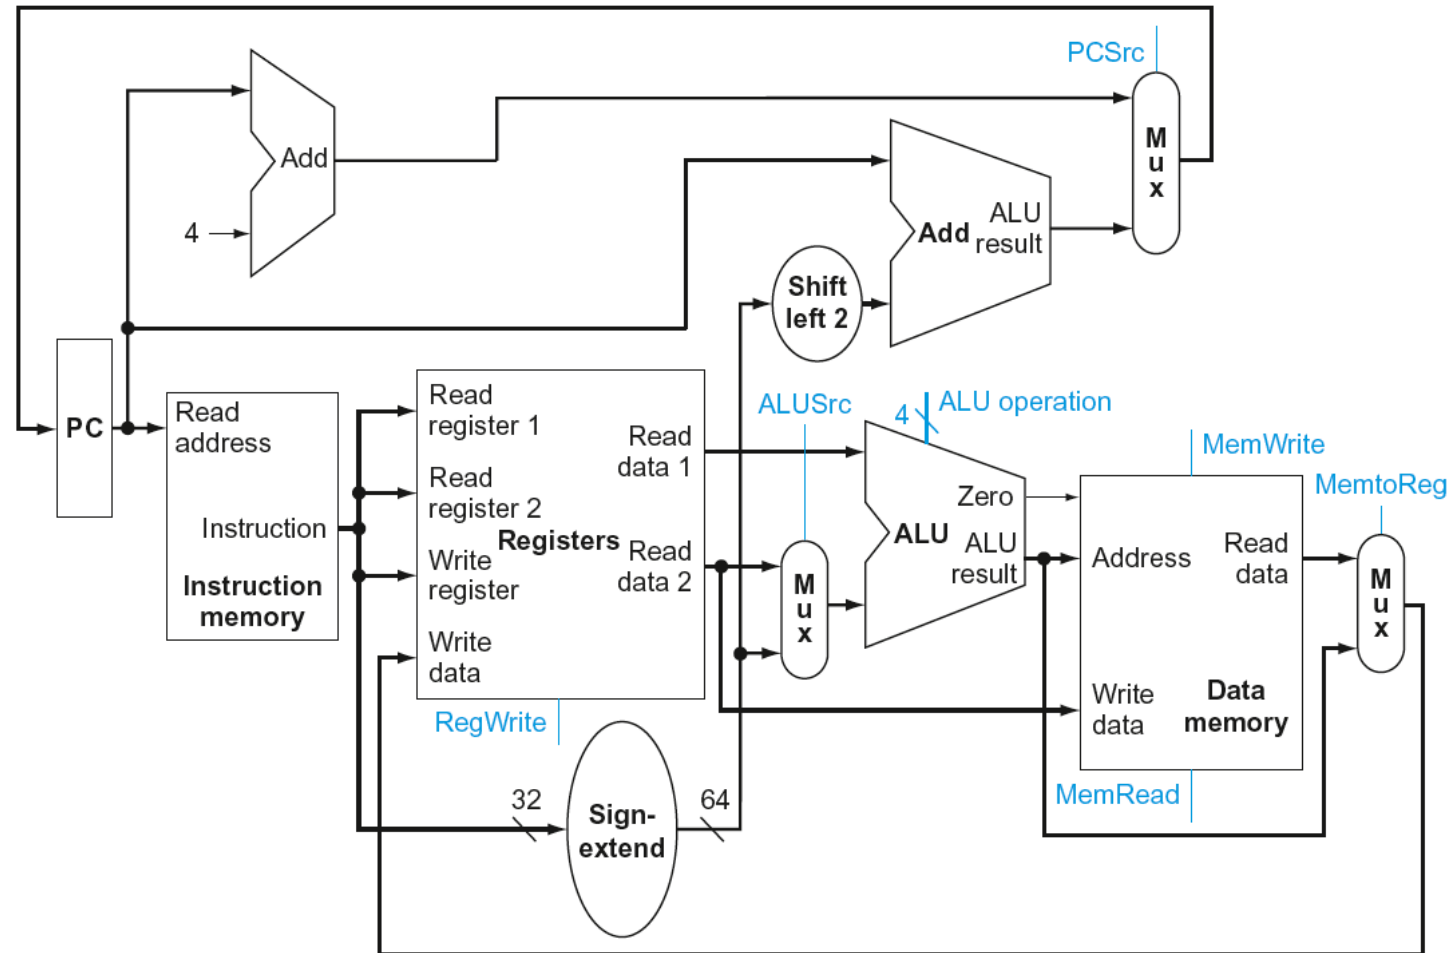 PCSrc
Add
4
M
u
x
Add
ALU
result
Shift
left 2
PC
Read
address
Instruction
Instruction
memory
Read
register 1
Read
register 2
Write
register
Write
data
Registers
Read
data 1
Read
data 2
RegWrite
32
Sign-
extend
64
ALUSrc
M
u
x
4
ALU operation
Zero
ALU
ALU
result
MemWrite
Address
Read
data
Write
data
Data
memory
MemRead
MemtoReg
M
u
x